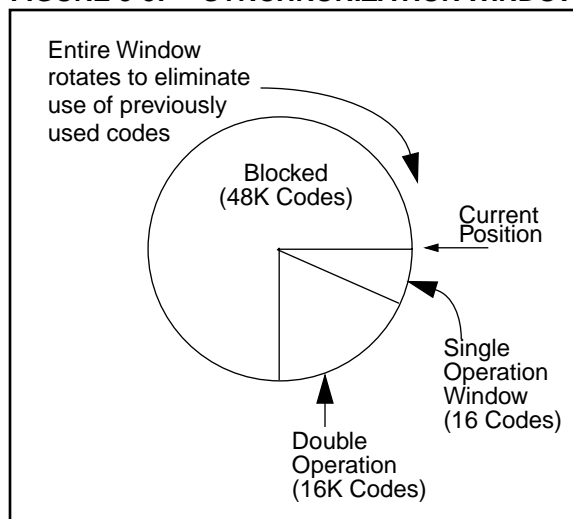 Entire Window
rotates to eliminate
use of previously
used codes
Blocked
(48K Codes)
Current
Position
Single
Operation
Window
(16 Codes)
Double
Operation
(16K Codes)